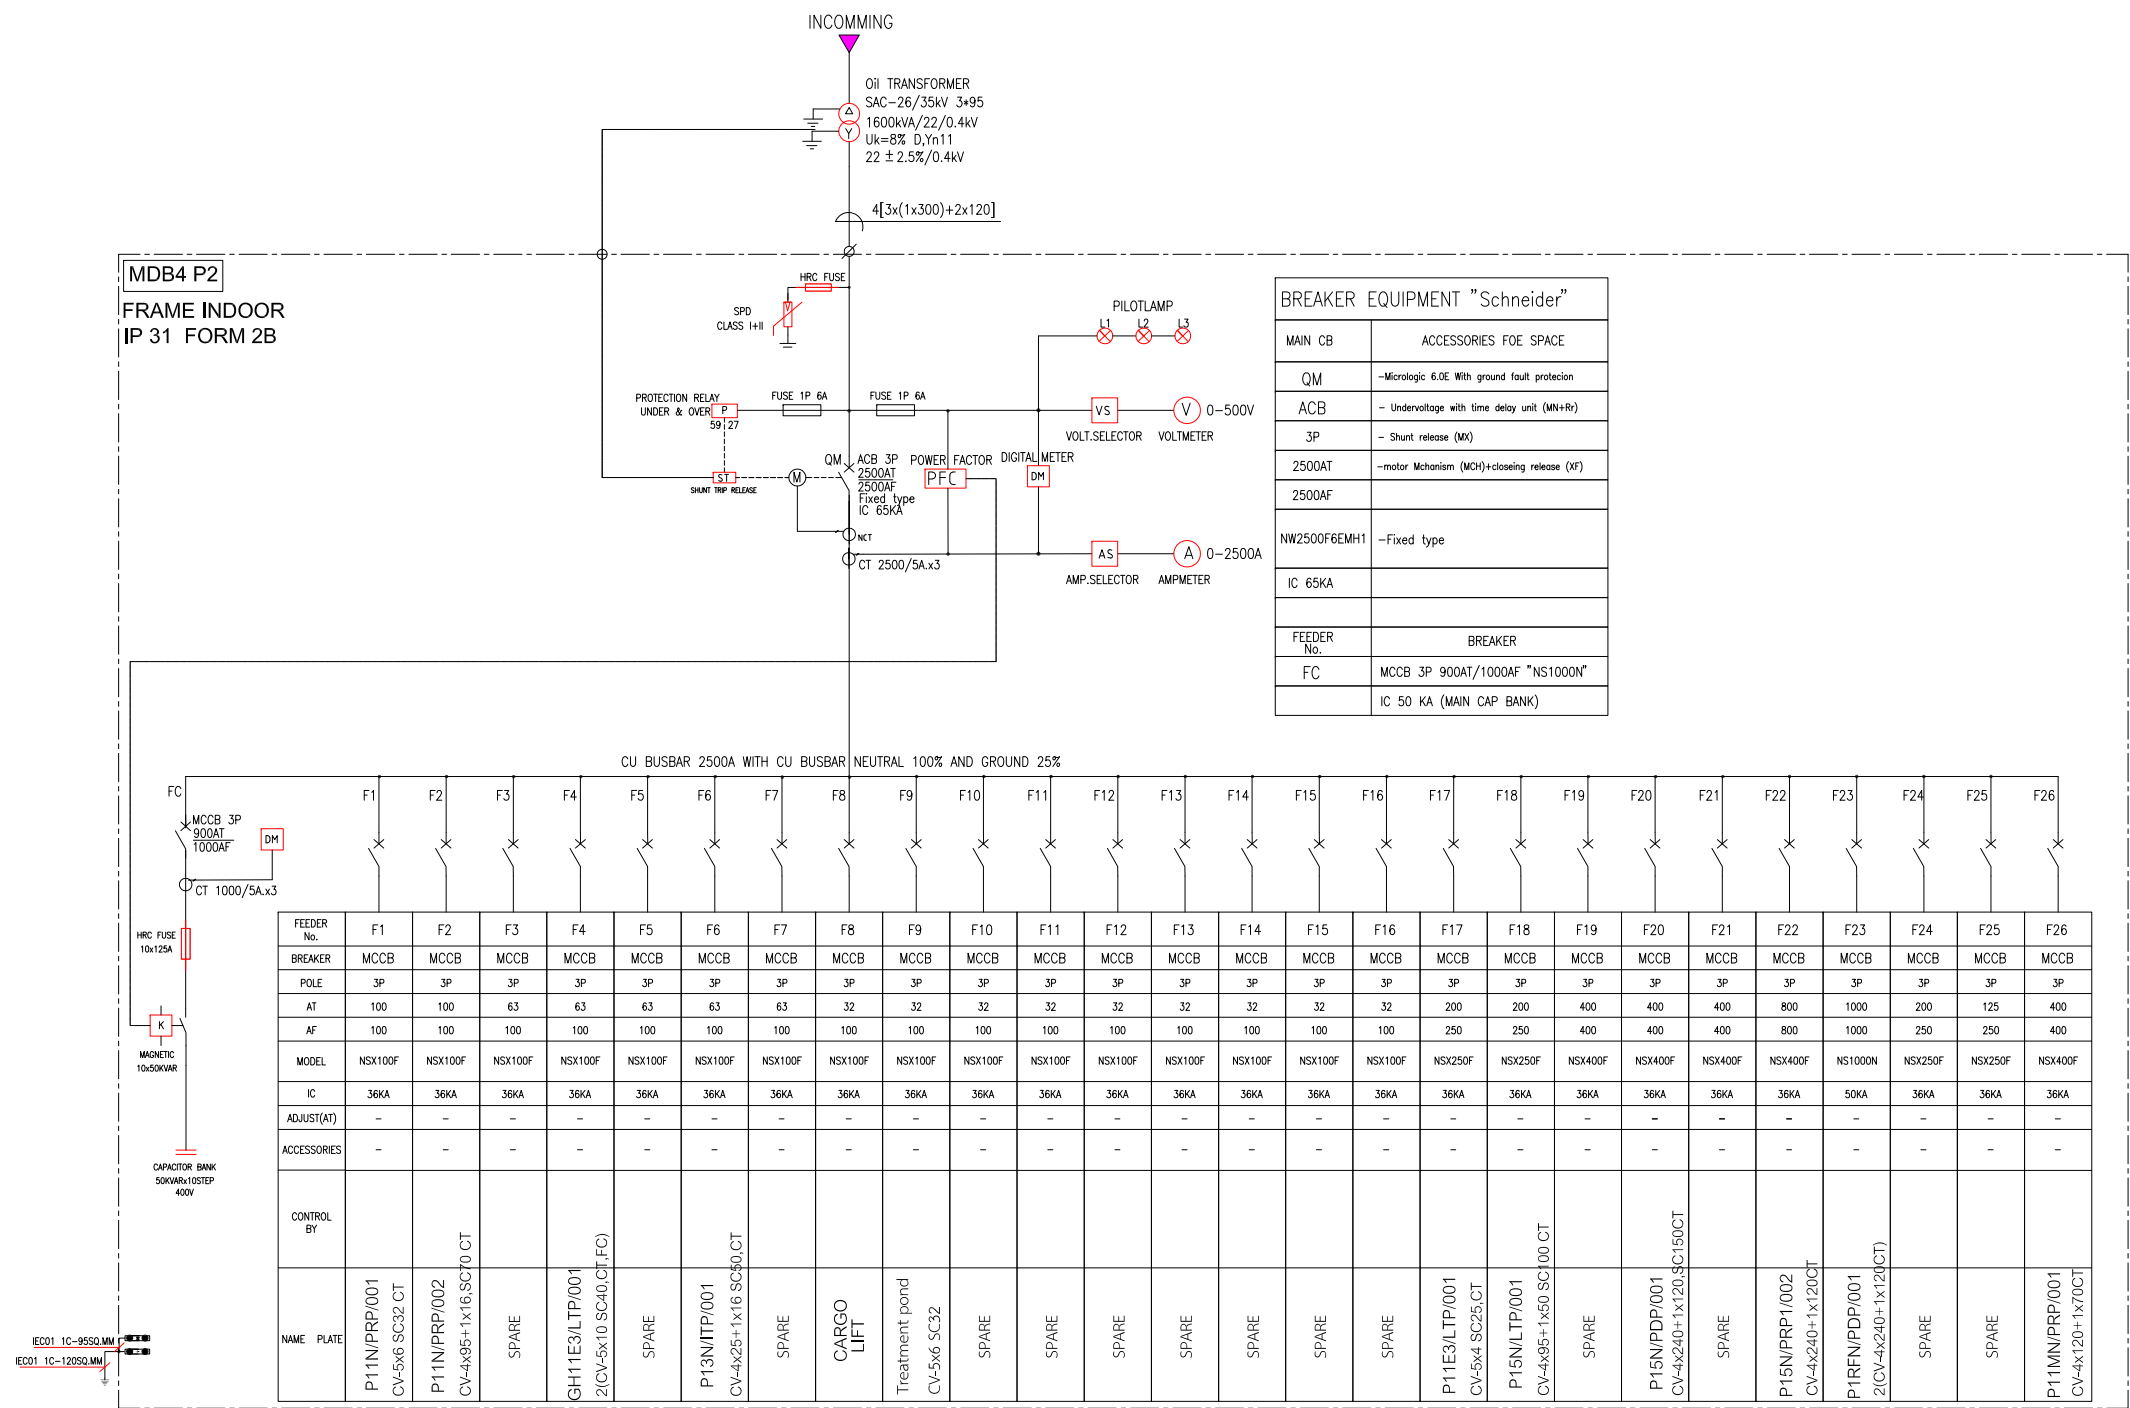 INCOMMING
Oil TRANSFORMER
SAC-26/35kV 3*95
1600kVA/22/0.4kV
Uk=8% D,Yn11
22 ±2.5%/0.4kV
Y
4[3x(1x300)+2x120]
MDB4 P2
FRAME INDOOR
IP 31 FORM 2B
HRC FUSE
SPD
CLASS I+II
PILOTLAMP
L1 L2 L3
PROTECTION RELAY
UNDER & OVER
P
59 27
FUSE 1P 6A
FUSE 1P 6A
VS
VOLT.SELECTOR
V
0-500V
VOLTMETER
ST
SHUNT TRIP RELEASE
M
QM
ACB 3P
2500AT
2500AF
Fixed type
IC 65KA
POWER FACTOR
PFC
DIGITAL METER
DM
NCT
CT 2500/5A.x3
AS
AMP.SELECTOR
A
0-2500A
AMPMETER
BREAKER EQUIPMENT "Schneider"
MAIN CB ACCESSORIES FOE SPACE
QM -Micrologic 6.0E With ground fault protecion
ACB - Undervoltage with time delay unit (MN+Rr)
3P - Shunt release (MX)
2500AT -motor Mchanism (MCH)+closeing release (XF)
2500AF
NW2500F6EMH1 -Fixed type
IC 65KA
FEEDER No. BREAKER
FC MCCB 3P 900AT/1000AF "NS1000N"
IC 50 KA (MAIN CAP BANK)
CU BUSBAR 2500A WITH CU BUSBAR NEUTRAL 100% AND GROUND 25%
FC F1 F2 F3 F4 F5 F6 F7 F8 F9 F10 F11 F12 F13 F14 F15 F16 F17 F18 F19 F20 F21 F22 F23 F24 F25 F26
MCCB 3P
900AT
1000AF
DM
CT 1000/5A.x3
HRC FUSE
10x125A
K
MAGNETIC
10x50KVAR
CAPACITOR BANK
50KVARx10STEP
400V
IEC01 1C-95SQ.MM
IEC01 1C-120SQ.MM
FEEDER No. F1 F2 F3 F4 F5 F6 F7 F8 F9 F10 F11 F12 F13 F14 F15 F16 F17 F18 F19 F20 F21 F22 F23 F24 F25 F26
BREAKER MCCB MCCB MCCB MCCB MCCB MCCB MCCB MCCB MCCB MCCB MCCB MCCB MCCB MCCB MCCB MCCB MCCB MCCB MCCB MCCB MCCB MCCB MCCB MCCB MCCB MCCB
POLE 3P 3P 3P 3P 3P 3P 3P 3P 3P 3P 3P 3P 3P 3P 3P 3P 3P 3P 3P 3P 3P 3P 3P 3P 3P 3P
AT 100 100 63 63 63 63 63 32 32 32 32 32 32 32 32 32 200 200 400 400 400 800 1000 200 125 400
AF 100 100 100 100 100 100 100 100 100 100 100 100 100 100 100 100 250 250 400 400 400 800 1000 250 250 400
MODEL NSX100F NSX100F NSX100F NSX100F NSX100F NSX100F NSX100F NSX100F NSX100F NSX100F NSX100F NSX100F NSX100F NSX100F NSX100F NSX100F NSX250F NSX250F NSX400F NSX400F NSX400F NSX400F NS1000N NSX250F NSX250F NSX400F
IC 36KA 36KA 36KA 36KA 36KA 36KA 36KA 36KA 36KA 36KA 36KA 36KA 36KA 36KA 36KA 36KA 36KA 36KA 36KA 36KA 36KA 36KA 50KA 36KA 36KA 36KA
ADJUST(AT) - - - - - - - - - - - - - - - - - - - - - - - - - -
ACCESSORIES - - - - - - - - - - - - - - - - - - - - - - - - - -
CONTROL BY
NAME PLATE
P11N/PRP/001
CV-5x6 SC32 CT
P11N/PRP/002
CV-4x95+1x16,SC70 CT
SPARE
GH11E3/LTP/001
2(CV-5x10 SC40,CT,FC)
SPARE
P13N/ITP/001
CV-4x25+1x16 SC50,CT
SPARE
CARGO
LIFT
Treatment pond
CV-5x6 SC32
SPARE
SPARE
SPARE
SPARE
SPARE
SPARE
SPARE
P11E3/LTP/001
CV-5x4 SC25,CT
P15N/LTP/001
CV-4x95+1x50 SC100 CT
SPARE
P15N/PDP/001
CV-4x240+1x120,SC150CT
SPARE
P15N/PRP1/002
CV-4x240+1x120CT
P1RFN/PDP/001
2(CV-4x240+1x120CT)
SPARE
SPARE
P11MN/PRP/001
CV-4x120+1x70CT